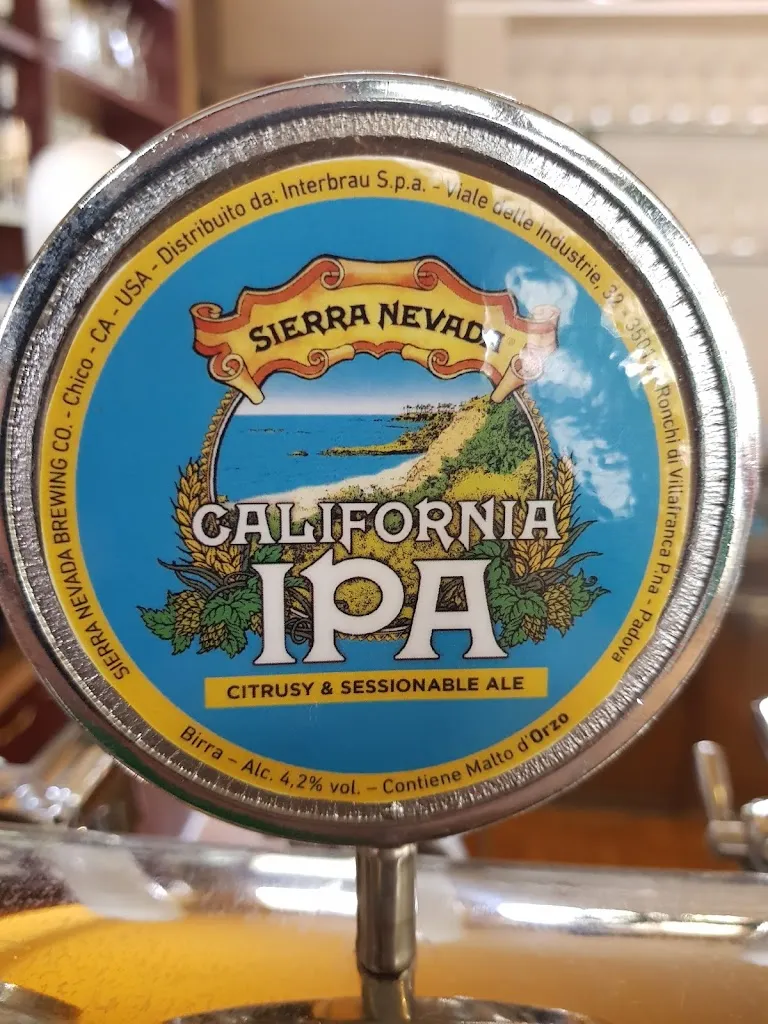 SIERRA NEVADA BREWING CO. - Chico - CA - USA - Distribuito da: Interbrau S.p.a. - Viale delle Industrie, 32 - Ronchi di Villafranca P.na - Padova
SIERRA NEVADA
CALIFORNIA
IPA
CITRUSY & SESSIONABLE ALE
Birra – Alc. 4,2% vol. – Contiene Malto d'Orzo